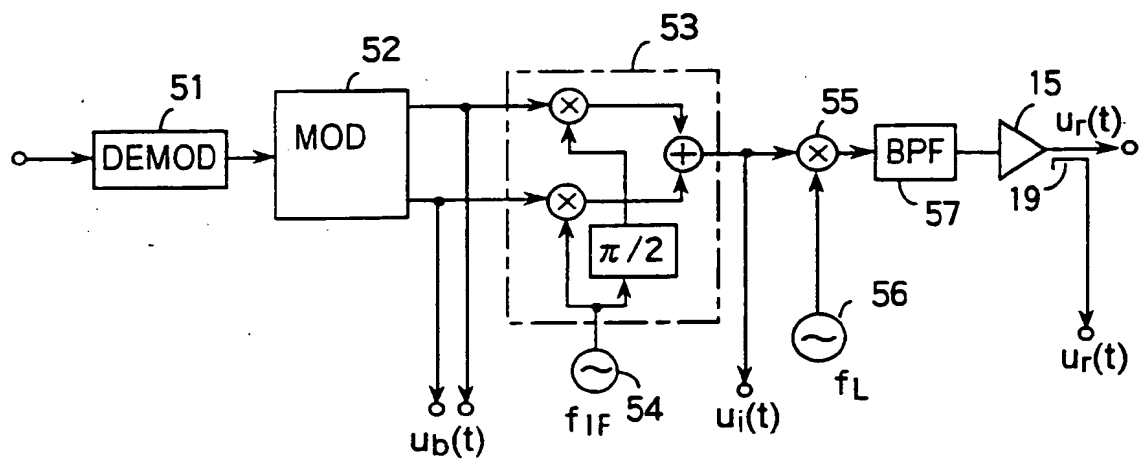 53
52
51
15
55
u_r(t)
MOD
DEMOD
×
+
×
BPF
×
19
57
π/2
56
~
u_r(t)
~
f_L
54
f_IF
u_i(t)
u_b(t)